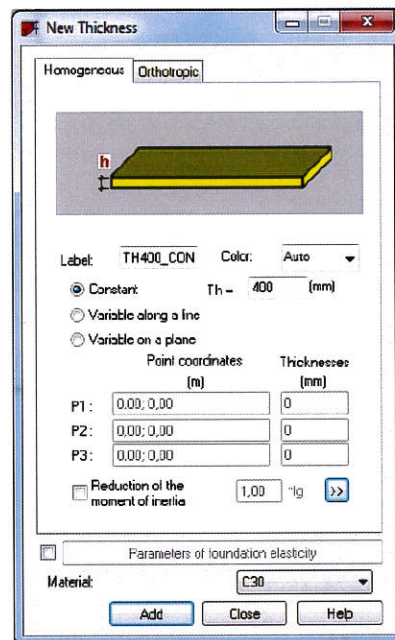 New Thickness
Homogeneous Orthotropic
h
Label: TH400_CON Color: Auto
Constant Th = 400 (mm)
Variable along a line
Variable on a plane
Point coordinates Thicknesses
(m) (mm)
P1: 0,00; 0,00 0
P2: 0,00; 0,00 0
P3: 0,00; 0,00 0
Reduction of the
moment of inertia 1,00 *Ig >>
Parameters of foundation elasticity
Material: C30
Add Close Help